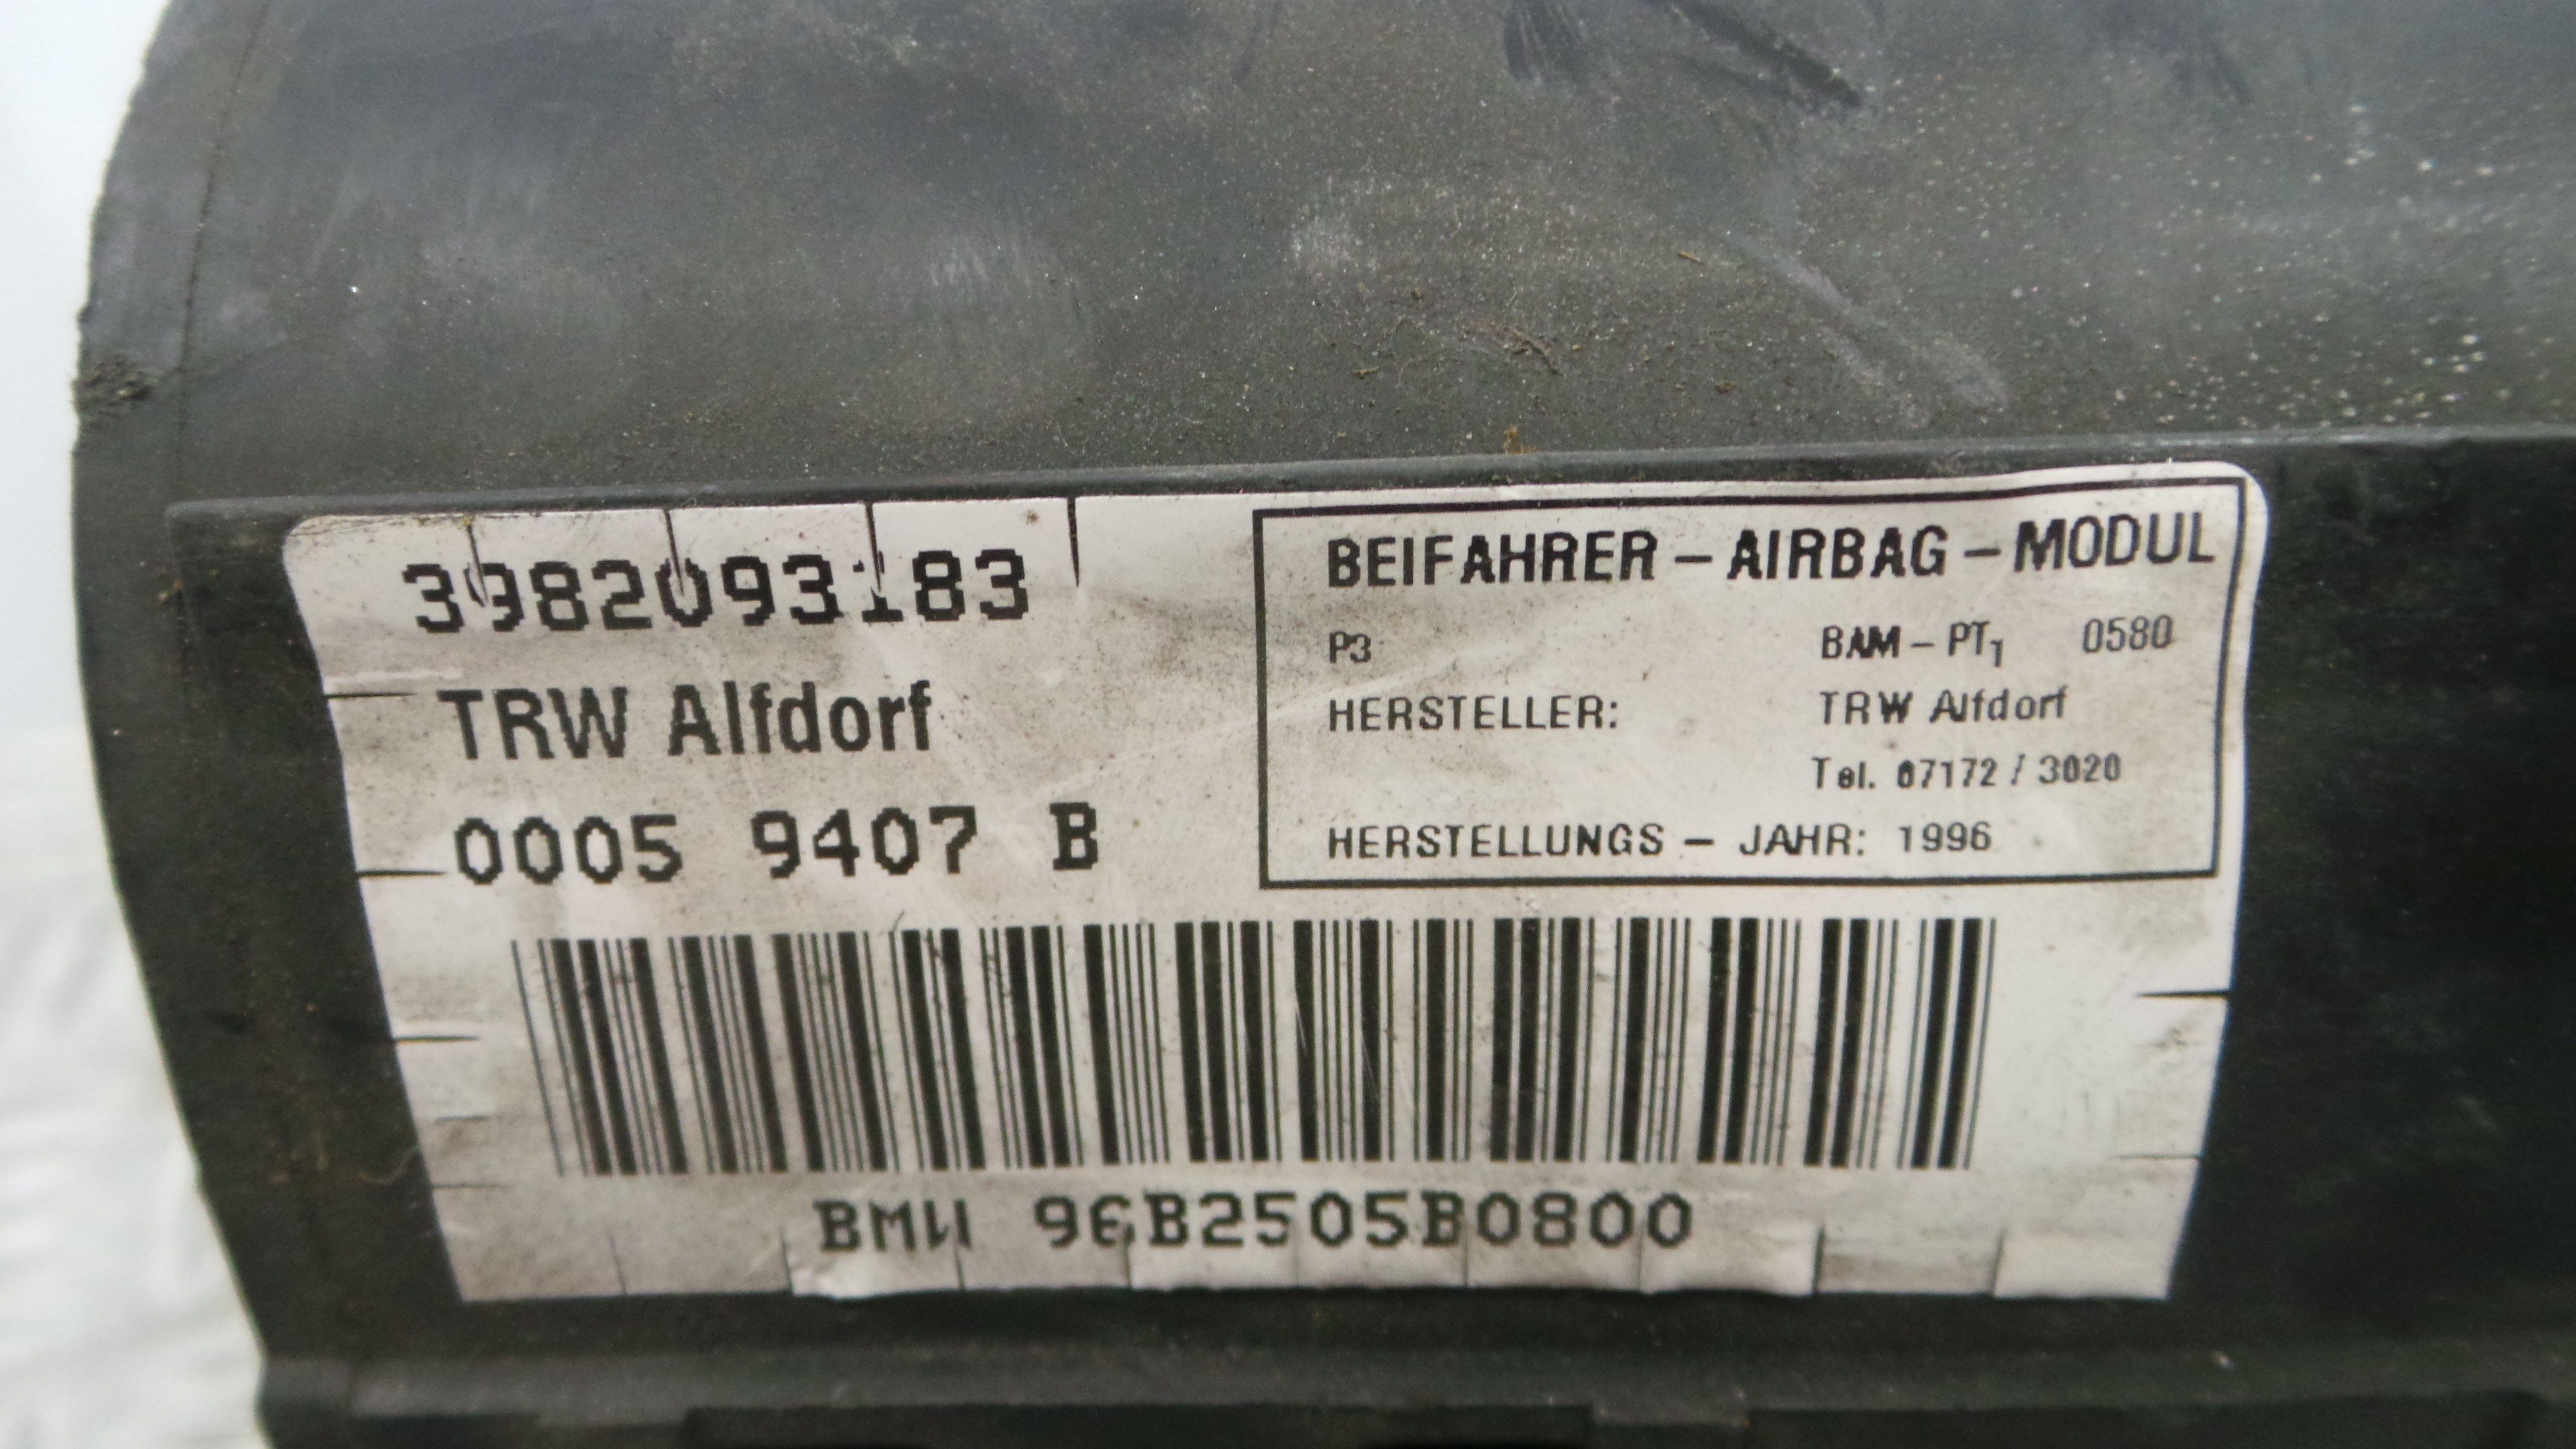 3982093183
TRW Alfdorf
0005 9407 B
BEIFAHRER - AIRBAG - MODUL
P3 BAM - PT1 0580
HERSTELLER: TRW Alfdorf
Tel. 07172 / 3020
HERSTELLUNGS - JAHR: 1996
BMW 96B2505B0800